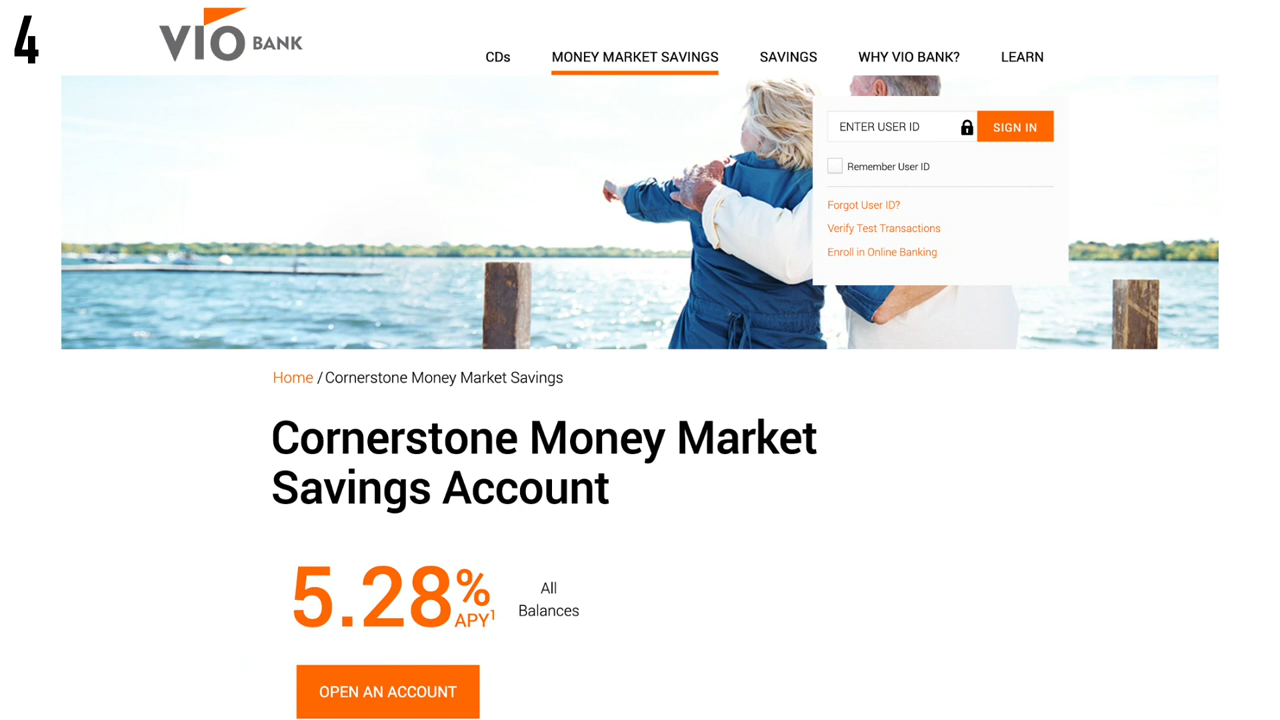 4
VIO BANK
CDs MONEY MARKET SAVINGS SAVINGS WHY VIO BANK? LEARN
ENTER USER ID SIGN IN
Remember User ID
Forgot User ID?
Verify Test Transactions
Enroll in Online Banking
Home / Cornerstone Money Market Savings
Cornerstone Money Market
Savings Account
5.28% APY1
All
Balances
OPEN AN ACCOUNT